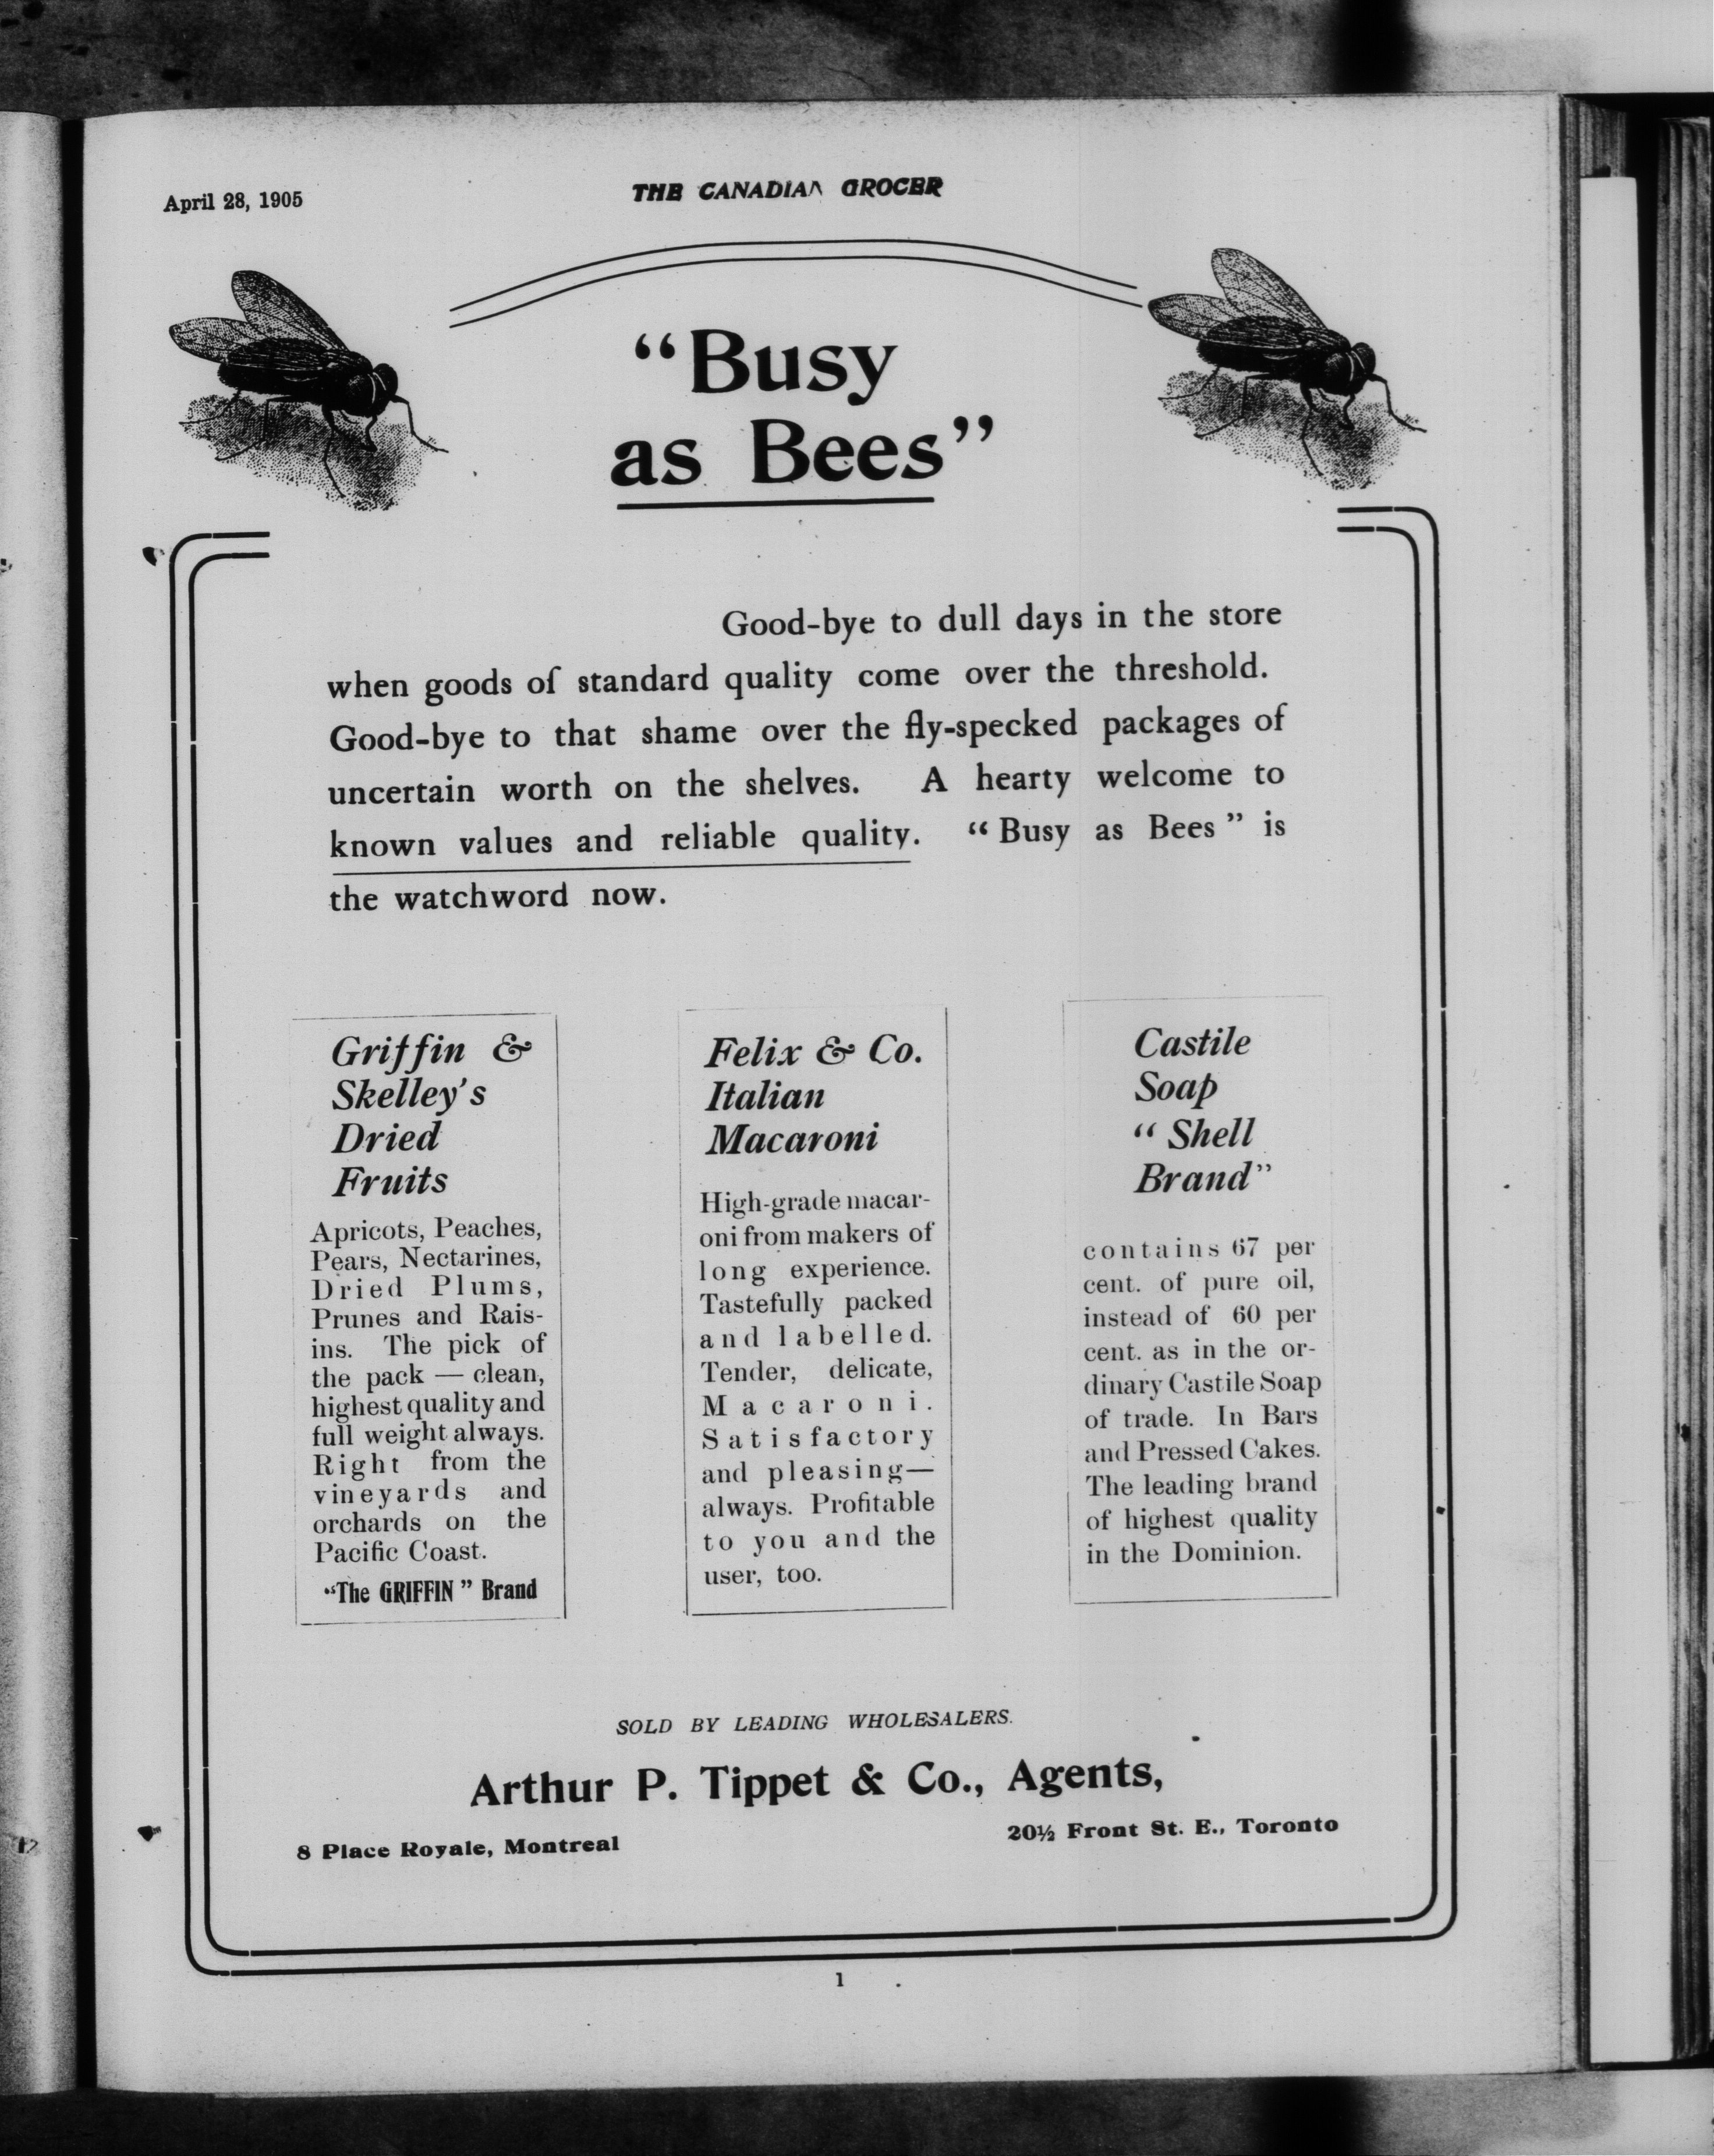 April 28, 1905
THE CANADIAN GROCER
“Busy
as Bees”
Good-bye to dull days in the store
when goods of standard quality come over the threshold.
Good-bye to that shame over the fly-specked packages of
uncertain worth on the shelves. A hearty welcome to
known values and reliable quality. “Busy as Bees” is
the watchword now.
Griffin &
Skelley's
Dried
Fruits
Apricots, Peaches,
Pears, Nectarines,
Dried Plums,
Prunes and Rais-
ins. The pick of
the pack — clean,
highest quality and
full weight always.
Right from the
vineyards and
orchards on the
Pacific Coast.
“The GRIFFIN” Brand
Felix & Co.
Italian
Macaroni
High-grade macar-
oni from makers of
long experience.
Tastefully packed
and labelled.
Tender, delicate,
Macaroni.
Satisfactory
and pleasing—
always. Profitable
to you and the
user, too.
Castile
Soap
“Shell
Brand”
contains 67 per
cent. of pure oil,
instead of 60 per
cent. as in the or-
dinary Castile Soap
of trade. In Bars
and Pressed Cakes.
The leading brand
of highest quality
in the Dominion.
SOLD BY LEADING WHOLESALERS.
Arthur P. Tippet & Co., Agents,
8 Place Royale, Montreal
20½ Front St. E., Toronto
1